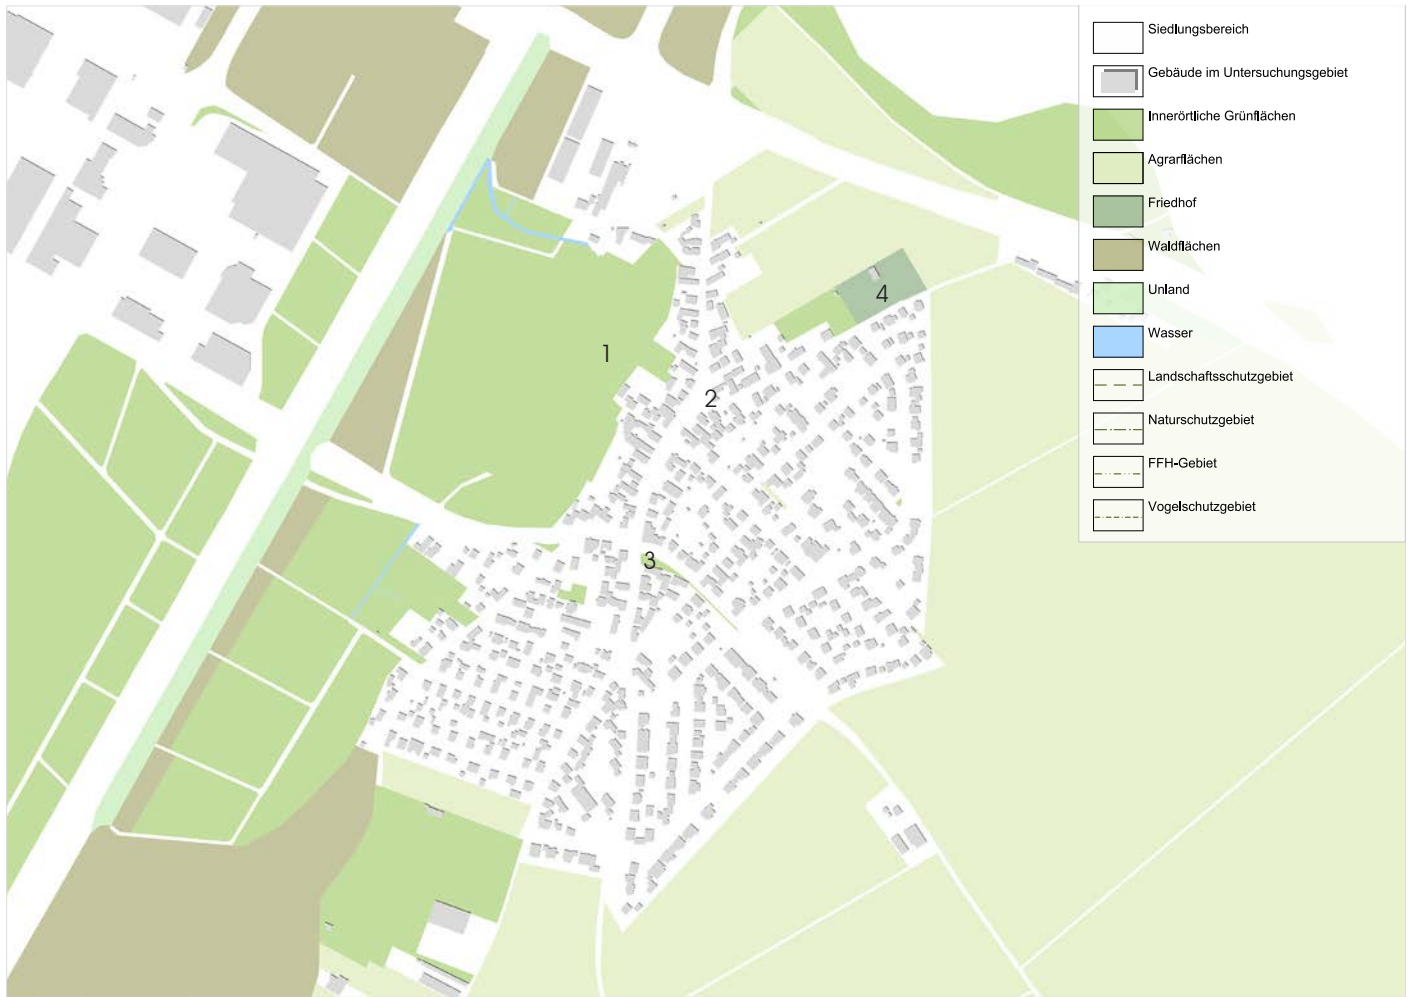 Siedlungsbereich
Gebäude im Untersuchungsgebiet
Innerörtliche Grünflächen
Agrarflächen
Friedhof
Waldflächen
Unland
Wasser
Landschaftsschutzgebiet
Naturschutzgebiet
FFH-Gebiet
Vogelschutzgebiet
4
1
2
3